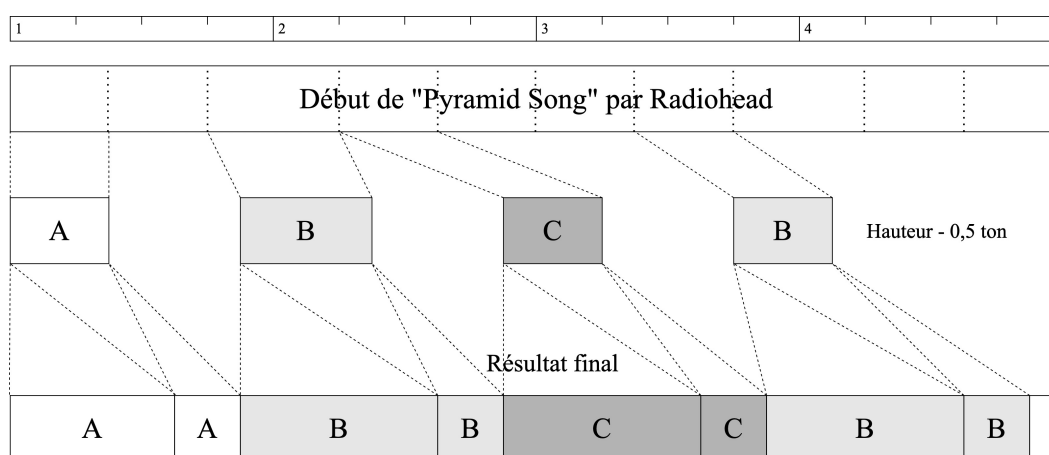 1 2 3 4
Début de "Pyramid Song" par Radiohead
A B C B Hauteur - 0,5 ton
Résultat final
A A B B C C B B